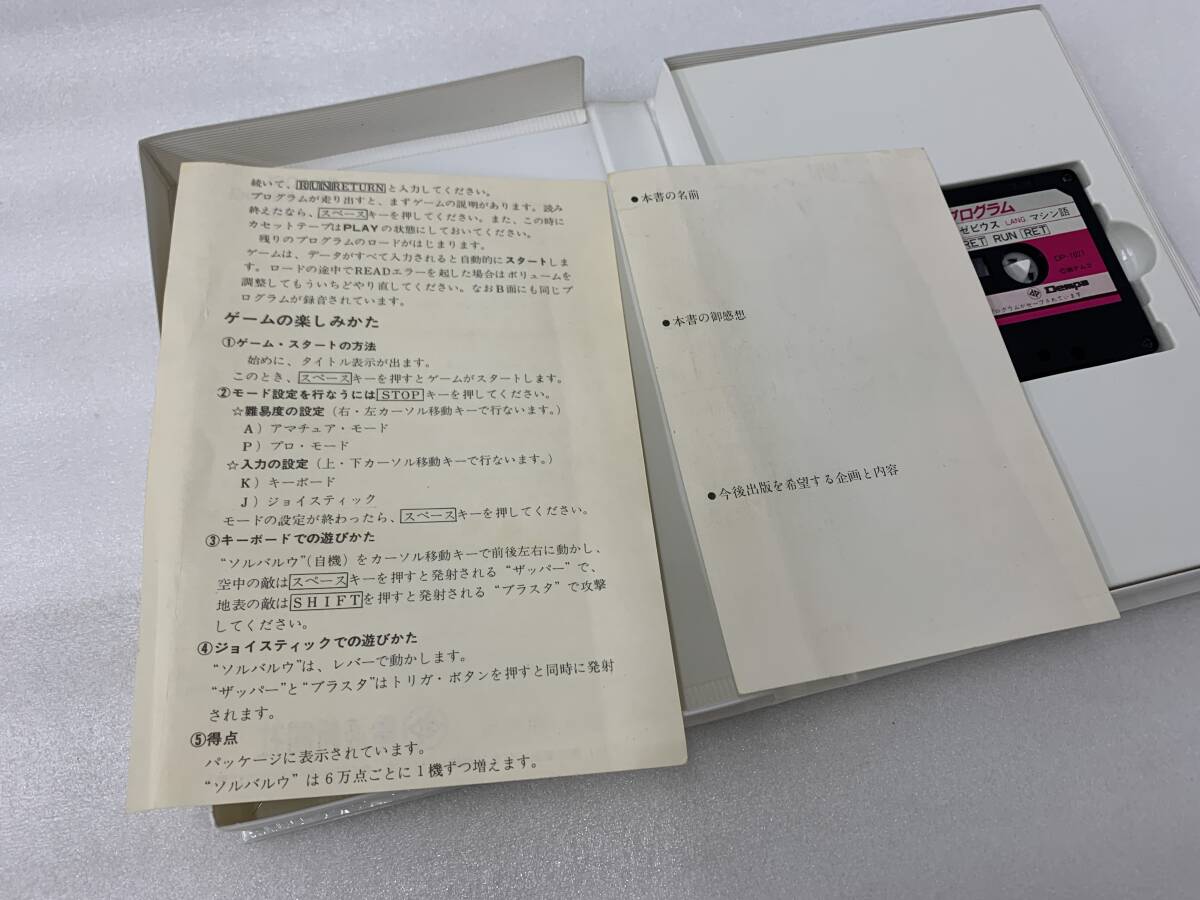 続いて、RUNRETURNと入力してください。
プログラムが走り出すと、まずゲームの説明があります。読み
終えたなら、スペースキーを押してください。また、この時に
カセットテープはPLAYの状態にしておいてください。
残りのプログラムのロードがはじまります。
ゲームは、データがすべて入力されると自動的にスタートしま
す。ロードの途中でREADエラーを起した場合はボリュームを
調整してもういちどやり直してください。なおB面にも同じプ
ログラムが録音されています。
ゲームの楽しみかた
①ゲーム・スタートの方法
始めに、タイトル表示が出ます。
このとき、スペースキーを押すとゲームがスタートします。
②モード設定を行なうにはSTOPキーを押してください。
☆難易度の設定(右・左カーソル移動キーで行ないます。)
A)アマチュア・モード
P)プロ・モード
☆入力の設定(上・下カーソル移動キーで行ないます。)
K)キーボード
J)ジョイスティック
モードの設定が終わったら、スペースキーを押してください。
③キーボードでの遊びかた
“ソルバルウ”(自機)をカーソル移動キーで前後左右に動かし、
空中の敵はスペースキーを押すと発射される“ザッパー”で、
地表の敵はSHIFTを押すと発射される“ブラスタ”で攻撃
してください。
④ジョイスティックでの遊びかた
“ソルバルウ”は、レバーで動かします。
“ザッパー”と“ブラスタ”はトリガ・ボタンを押すと同時に発射
されます。
⑤得点
パッケージに表示されています。
“ソルバルウ”は6万点ごとに1機ずつ増えます。
●本書の名前
●本書の御感想
●今後出版を希望する企画と内容
プログラム
ゼビウス LANG マシン語
RET RUN RET
DP-1021
©ナムコ
Dempa
プログラムがセーブされています